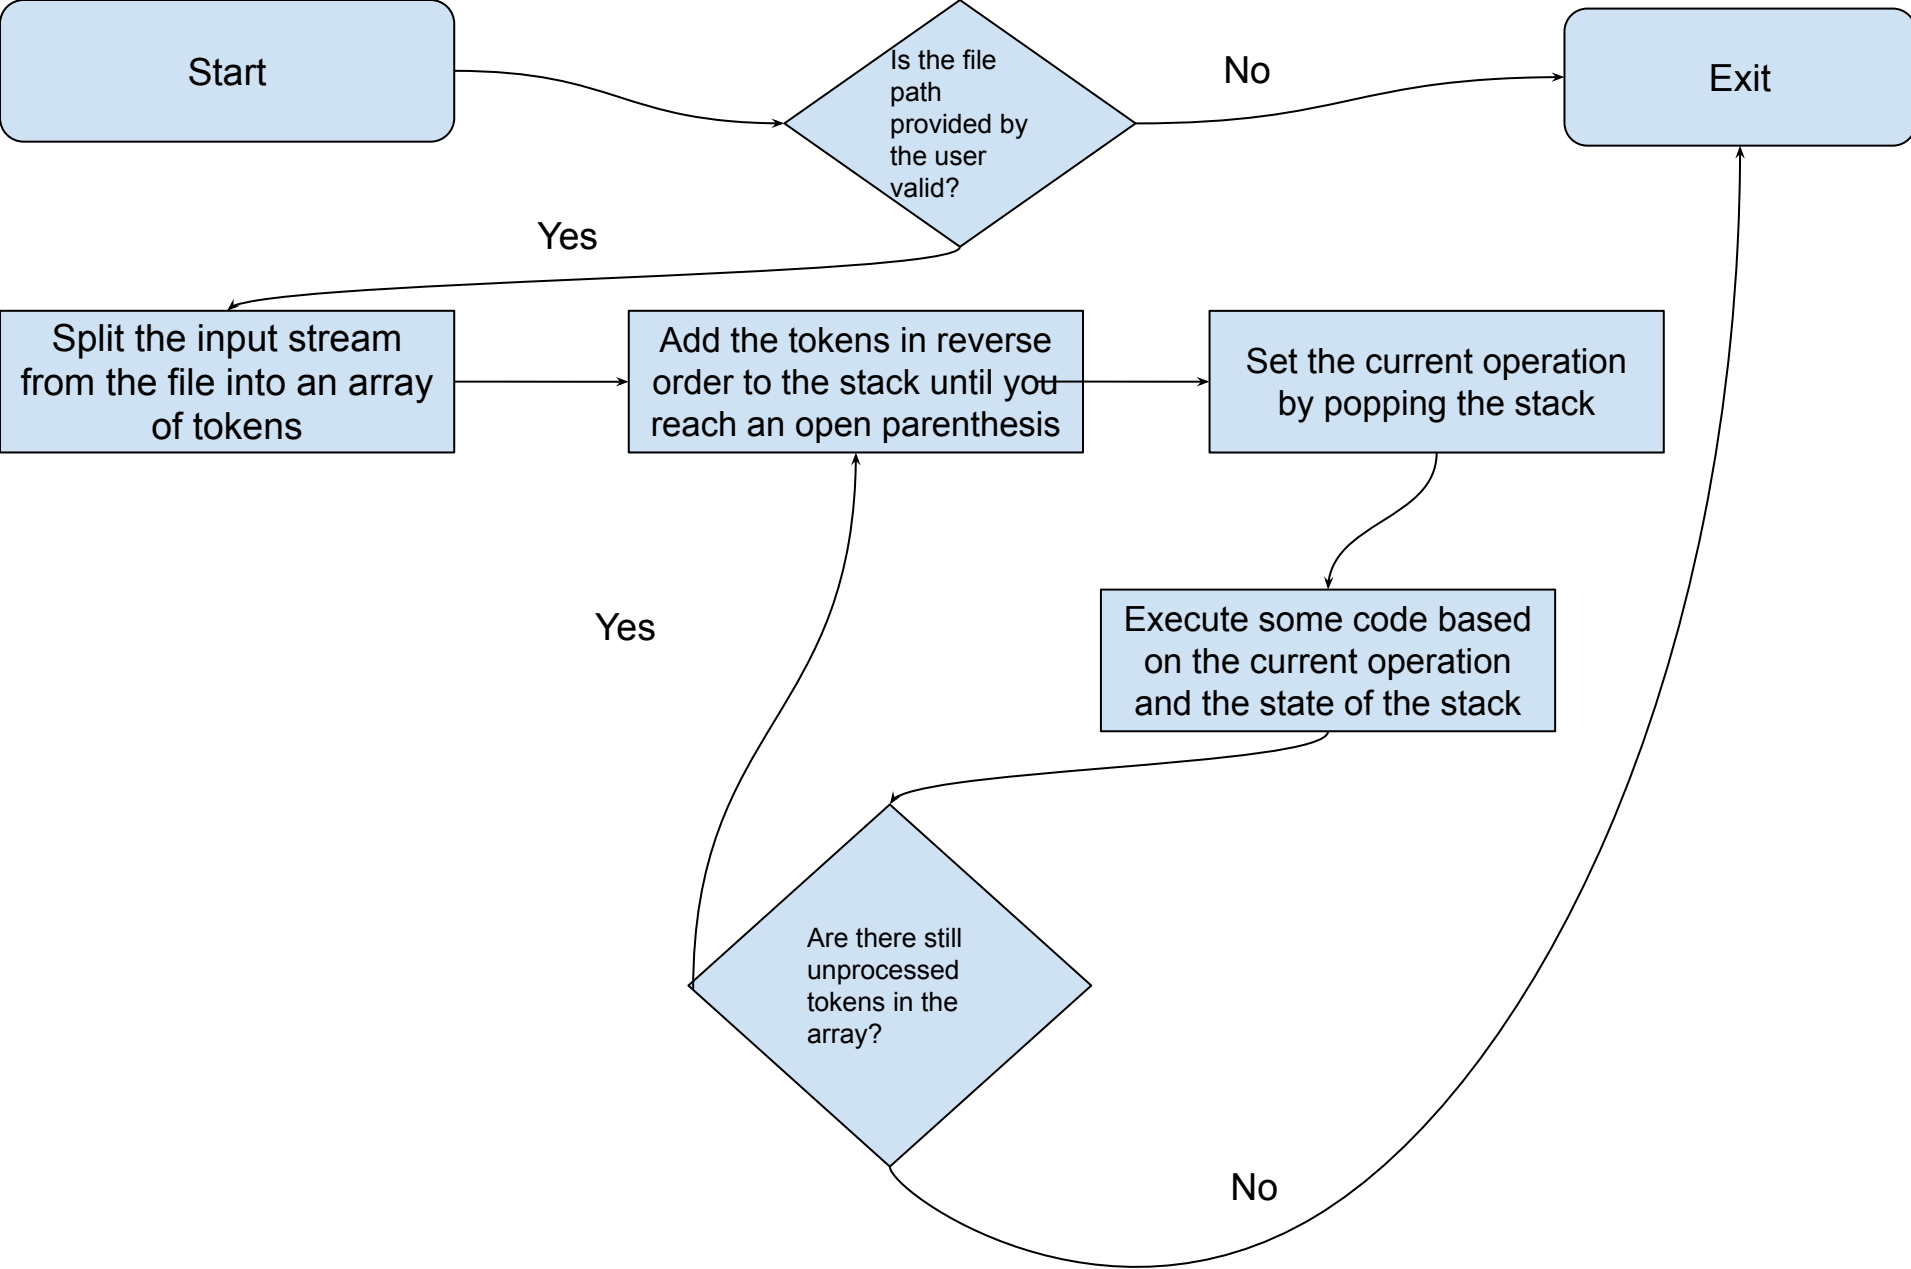 Start
Is the file
path
provided by
the user
valid?
No
Exit
Yes
Split the input stream
from the file into an array
of tokens
Add the tokens in reverse
order to the stack until you
reach an open parenthesis
Set the current operation
by popping the stack
Yes
Execute some code based
on the current operation
and the state of the stack
Are there still
unprocessed
tokens in the
array?
No